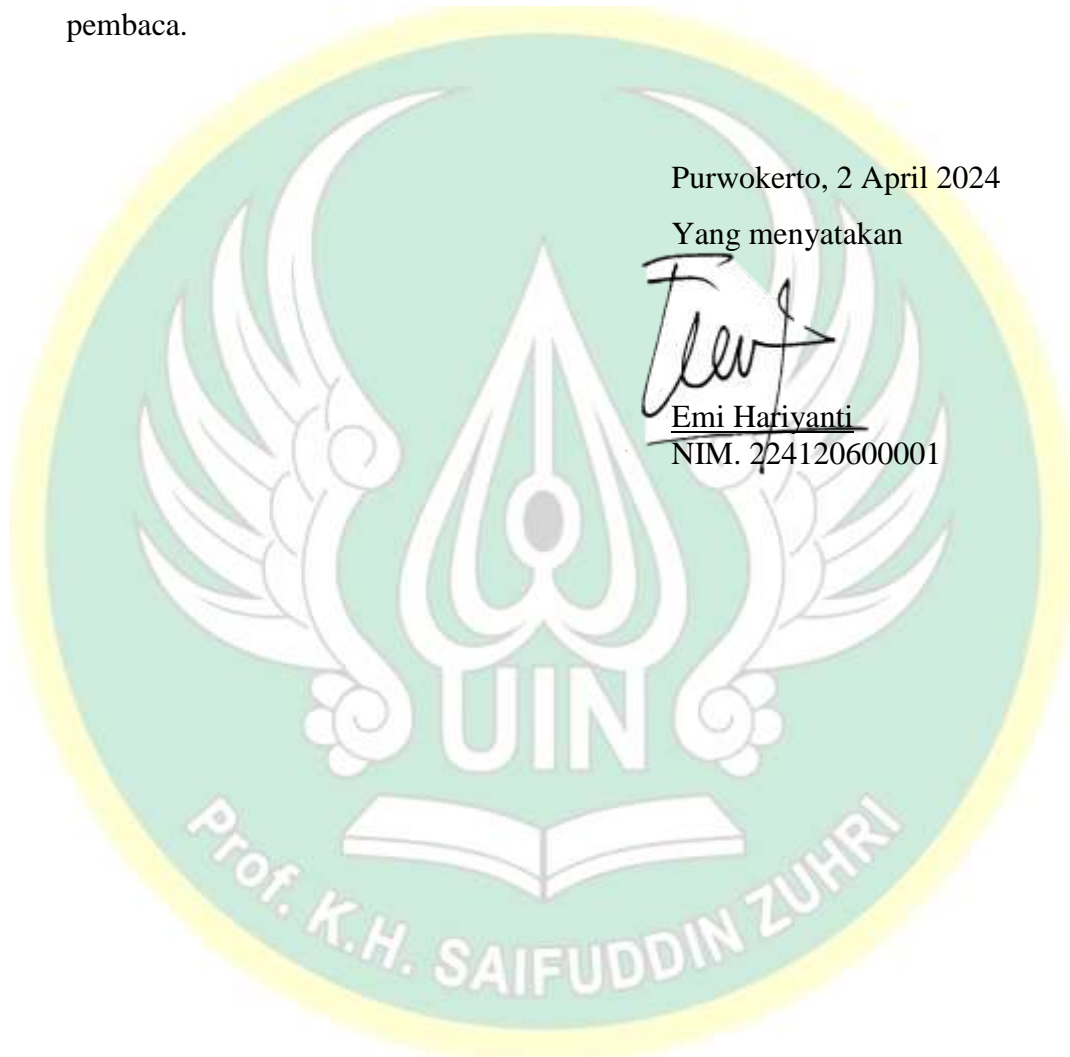 pembaca.
Purwokerto, 2 April 2024
Yang menyatakan
Emi Hariyanti
NIM. 224120600001
UIN
Prof. K.H. SAIFUDDIN ZUHRI